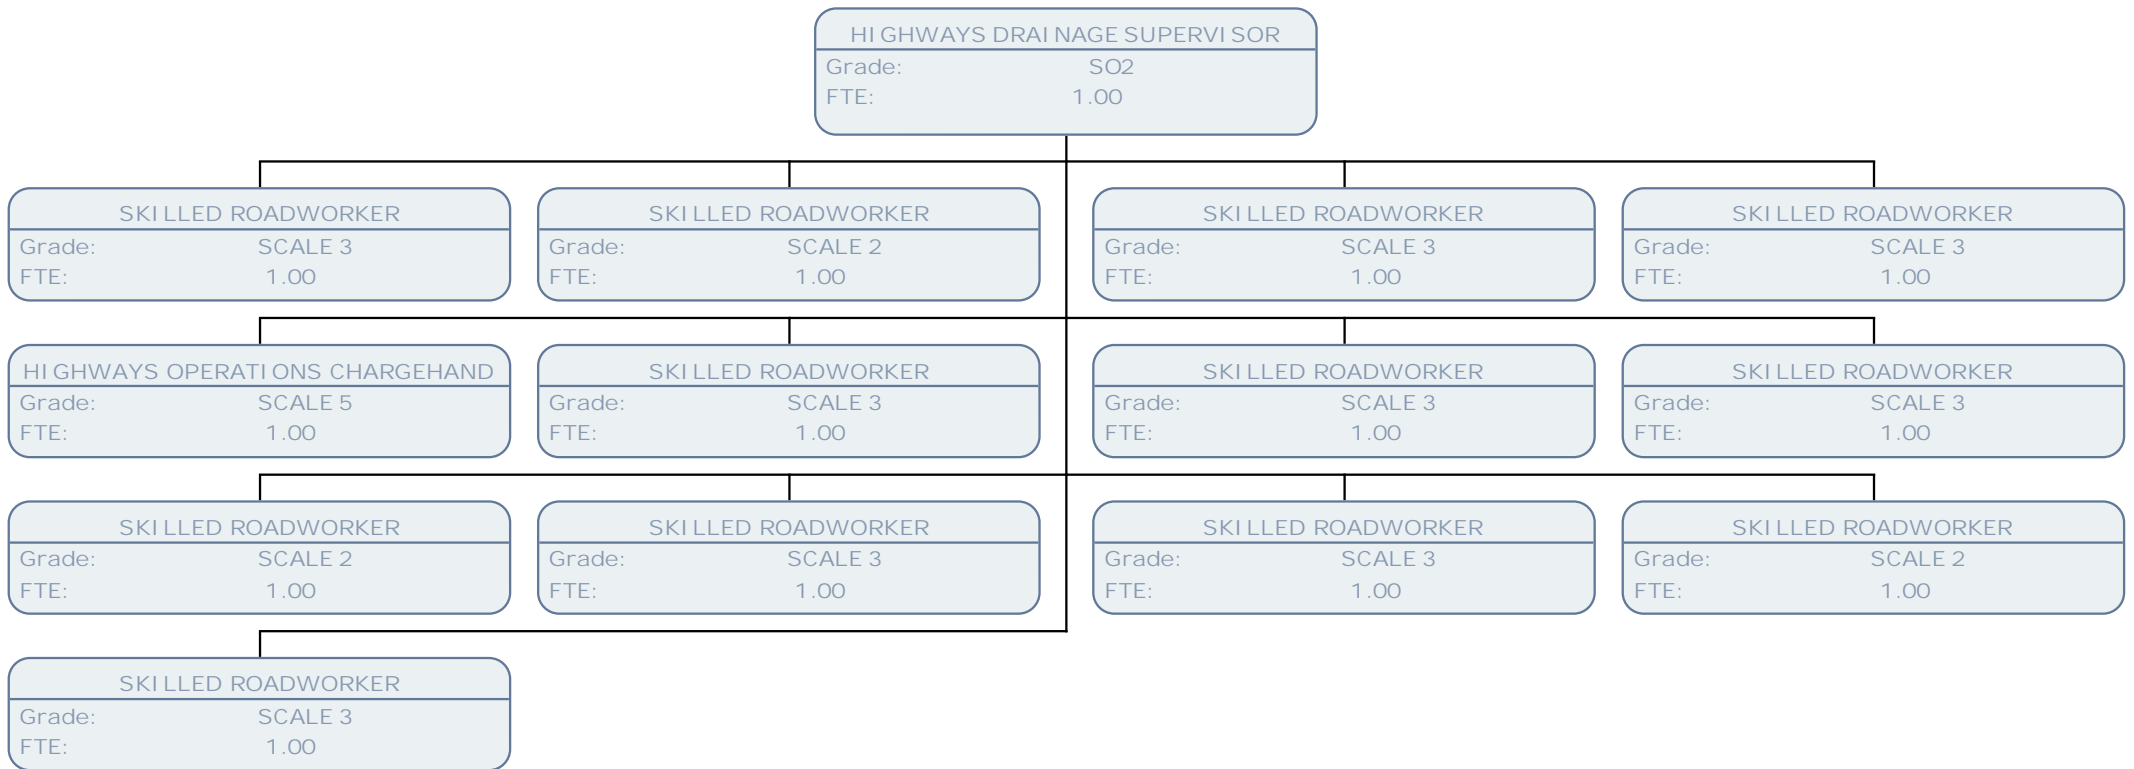 HIGHWAYS DRAINAGE SUPERVISOR
Grade: SO2
FTE: 1.00
SKILLED ROADWORKER
Grade: SCALE 3
FTE: 1.00
SKILLED ROADWORKER
Grade: SCALE 2
FTE: 1.00
SKILLED ROADWORKER
Grade: SCALE 3
FTE: 1.00
SKILLED ROADWORKER
Grade: SCALE 3
FTE: 1.00
HIGHWAYS OPERATIONS CHARGEHAND
Grade: SCALE 5
FTE: 1.00
SKILLED ROADWORKER
Grade: SCALE 3
FTE: 1.00
SKILLED ROADWORKER
Grade: SCALE 3
FTE: 1.00
SKILLED ROADWORKER
Grade: SCALE 3
FTE: 1.00
SKILLED ROADWORKER
Grade: SCALE 2
FTE: 1.00
SKILLED ROADWORKER
Grade: SCALE 3
FTE: 1.00
SKILLED ROADWORKER
Grade: SCALE 3
FTE: 1.00
SKILLED ROADWORKER
Grade: SCALE 2
FTE: 1.00
SKILLED ROADWORKER
Grade: SCALE 3
FTE: 1.00